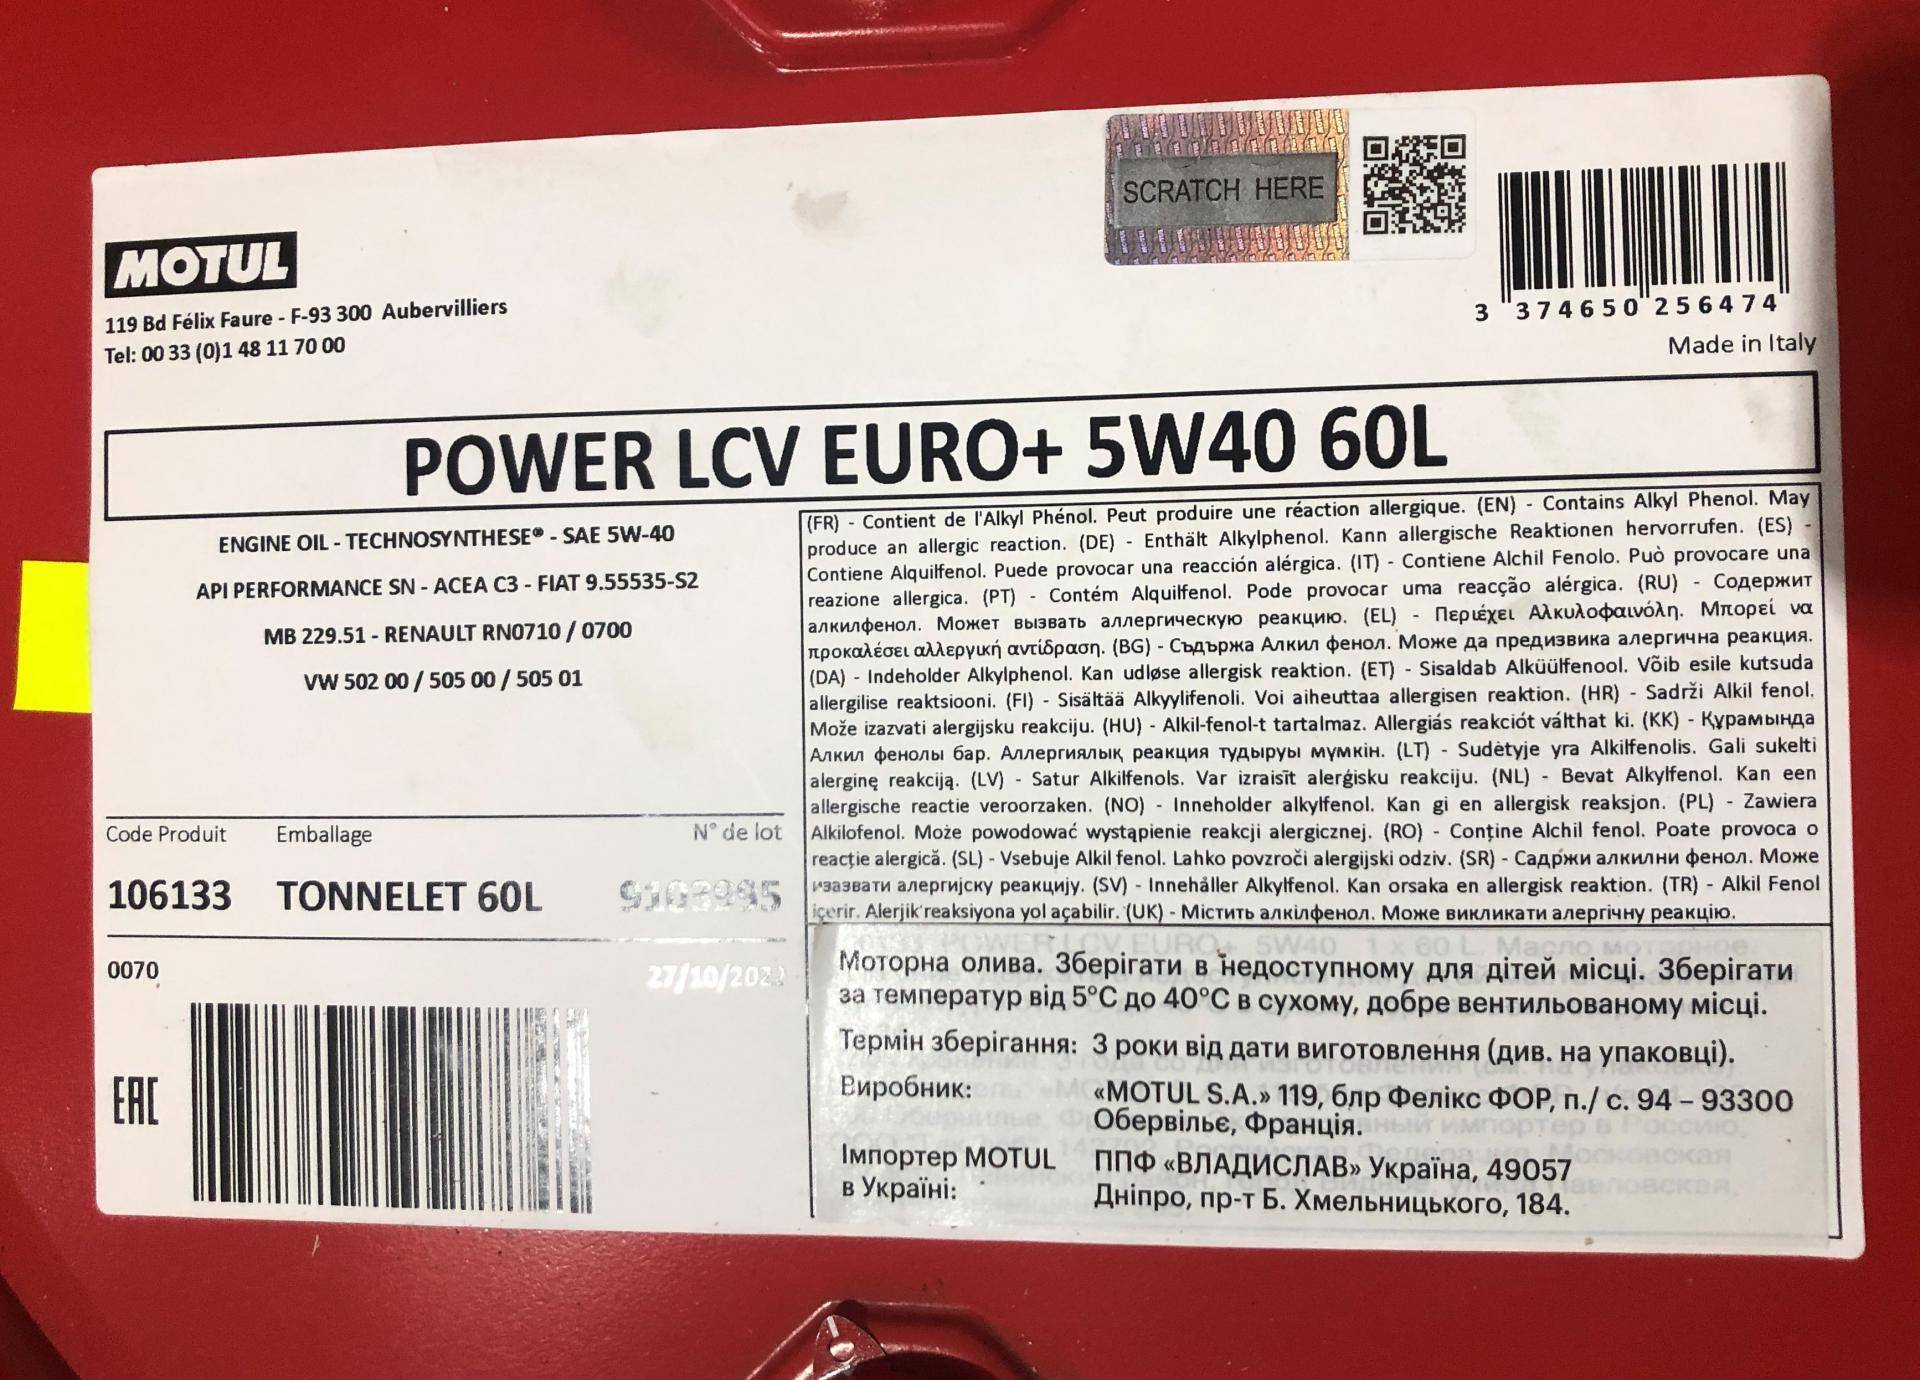 SCRATCH HERE
MOTUL
119 Bd Félix Faure - F-93 300 Aubervilliers
Tel: 00 33 (0)1 48 11 70 00
3 374650 256474
Made in Italy
POWER LCV EURO+ 5W40 60L
ENGINE OIL - TECHNOSYNTHESE® - SAE 5W-40
API PERFORMANCE SN - ACEA C3 - FIAT 9.55535-S2
MB 229.51 - RENAULT RN0710 / 0700
VW 502 00 / 505 00 / 505 01
(FR) - Contient de l'Alkyl Phénol. Peut produire une réaction allergique. (EN) - Contains Alkyl Phenol. May
produce an allergic reaction. (DE) - Enthält Alkylphenol. Kann allergische Reaktionen hervorrufen. (ES) -
Contiene Alquilfenol. Puede provocar una reacción alérgica. (IT) - Contiene Alchil Fenolo. Può provocare una
reazione allergica. (PT) - Contém Alquilfenol. Pode provocar uma reacção alérgica. (RU) - Содержит
алкилфенол. Может вызвать аллергическую реакцию. (EL) - Περιέχει Αλκυλοφαινόλη. Μπορεί να
προκαλέσει αλλεργική αντίδραση. (BG) - Съдържа Алкил фенол. Може да предизвика алергична реакция.
(DA) - Indeholder Alkylphenol. Kan udløse allergisk reaktion. (ET) - Sisaldab Alküülfenool. Võib esile kutsuda
allergilise reaktsiooni. (FI) - Sisältää Alkyylifenoli. Voi aiheuttaa allergisen reaktion. (HR) - Sadrži Alkil fenol.
Može izazvati alergijsku reakciju. (HU) - Alkil-fenol-t tartalmaz. Allergiás reakciót válthat ki. (KK) - Құрамында
Алкил фенолы бар. Аллергиялық реакция тудыруы мүмкін. (LT) - Sudėtyje yra Alkilfenolis. Gali sukelti
alerginę reakciją. (LV) - Satur Alkilfenols. Var izraisīt alerģisku reakciju. (NL) - Bevat Alkylfenol. Kan een
allergische reactie veroorzaken. (NO) - Inneholder alkylfenol. Kan gi en allergisk reaksjon. (PL) - Zawiera
Alkilofenol. Może powodować wystąpienie reakcji alergicznej. (RO) - Conține Alchil fenol. Poate provoca o
reacție alergică. (SL) - Vsebuje Alkil fenol. Lahko povzroči alergijski odziv. (SR) - Садржи алкилни фенол. Може
изазвати алергијску реакцију. (SV) - Innehåller Alkylfenol. Kan orsaka en allergisk reaktion. (TR) - Alkil Fenol
içerir. Alerjik reaksiyona yol açabilir. (UK) - Містить алкілфенол. Може викликати алергічну реакцію.
Code Produit Emballage N° de lot
106133 TONNELET 60L 9103995
0070
EAC
Моторна олива. Зберігати в недоступному для дітей місці. Зберігати
за температур від 5°C до 40°C в сухому, добре вентильованому місці.
Термін зберігання: 3 роки від дати виготовлення (див. на упаковці).
Виробник: «MOTUL S.A.» 119, блр Фелікс ФОР, п./ с. 94 – 93300
Обервільє, Франція.
Імпортер MOTUL ППФ «ВЛАДИСЛАВ» Україна, 49057
в Україні: Дніпро, пр-т Б. Хмельницького, 184.